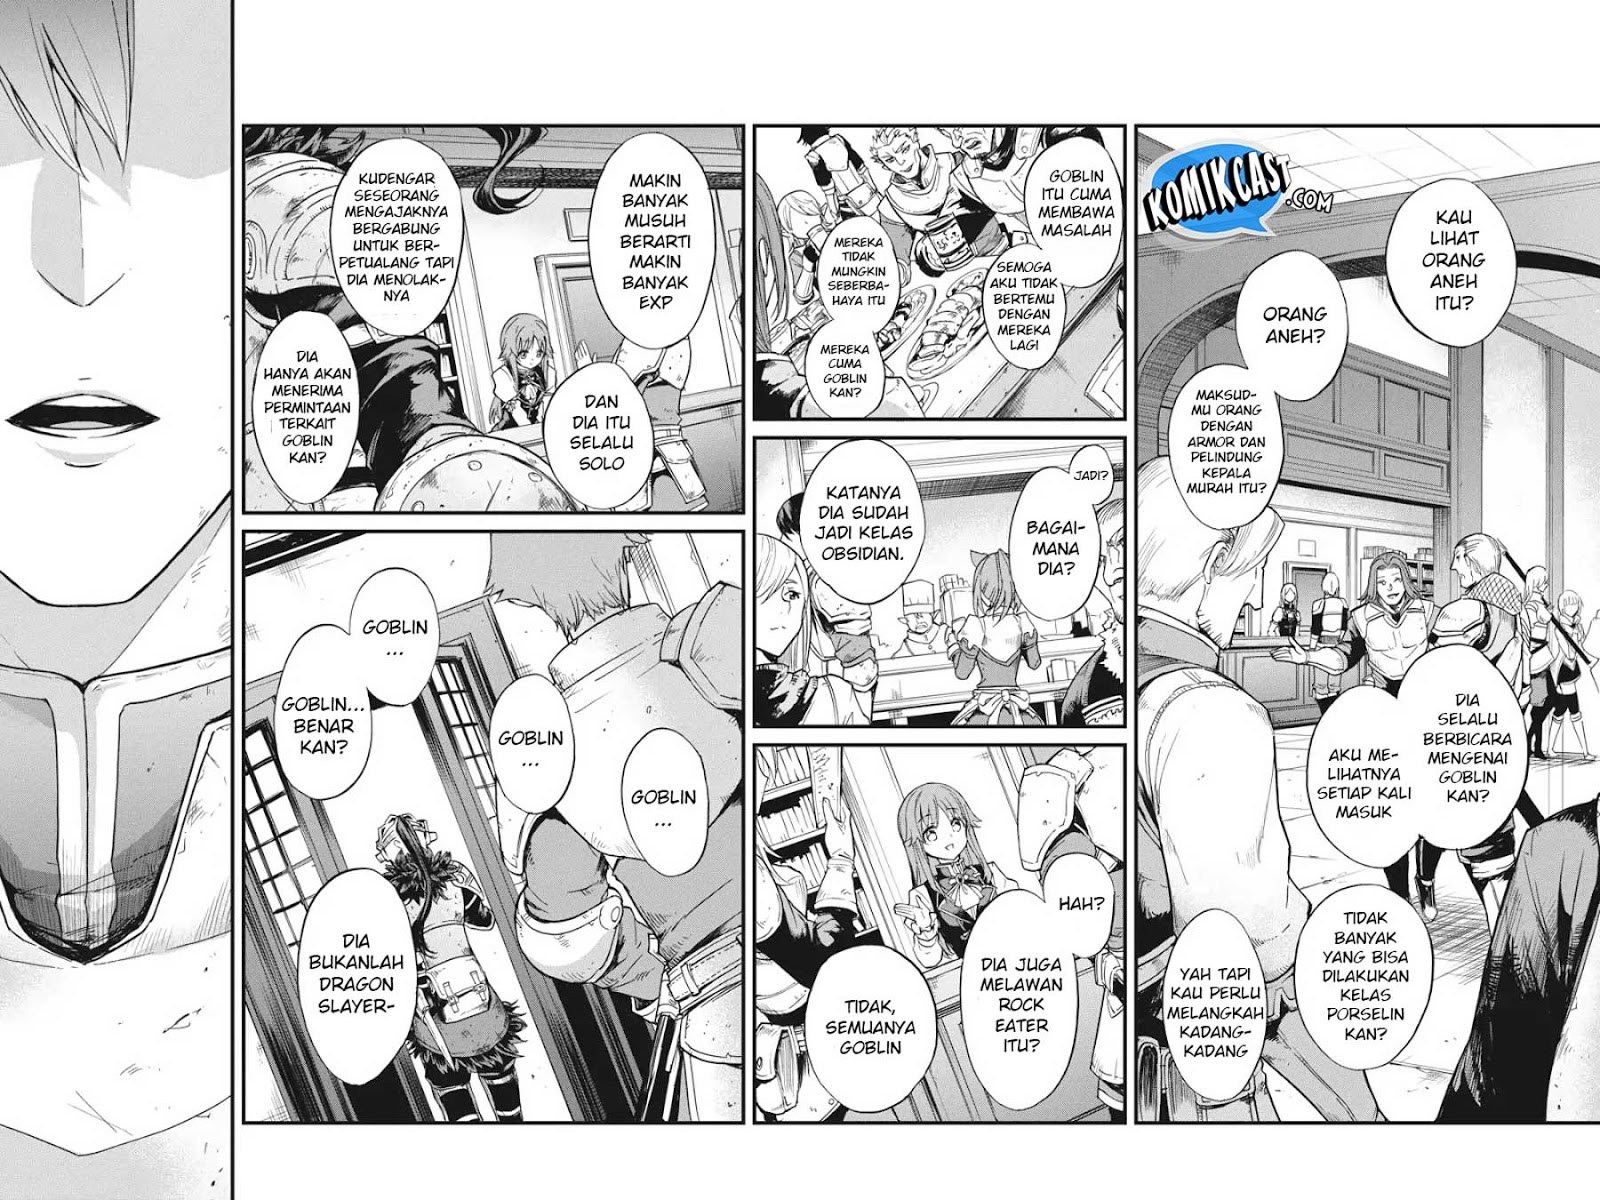 KOMIKCAST
.COM
KAU
LIHAT
ORANG
ANEH
ITU?
ORANG
ANEH?
MAKSUD-
MU ORANG
DENGAN
ARMOR DAN
PELINDUNG
KEPALA
MURAH ITU?
DIA
SELALU
BERBICARA
MENGENAI
GOBLIN
KAN?
AKU ME-
LIHATNYA
SETIAP KALI
MASUK
TIDAK
BANYAK
YANG BISA
DILAKUKAN
KELAS
PORSELIN
KAN?
YAH TAPI
KAU PERLU
MELANGKAH
KADANG-
KADANG
GOBLIN
ITU CUMA
MEMBAWA
MASALAH
SEMOGA
AKU TIDAK
BERTEMU
DENGAN
MEREKA
LAGI
MEREKA
TIDAK
MUNGKIN
SEBERBA-
HAYA ITU
MEREKA
CUMA
GOBLIN
KAN?
JADI?
BAGAI-
MANA
DIA?
KATANYA
DIA SUDAH
JADI KELAS
OBSIDIAN.
HAH?
DIA JUGA
MELAWAN
ROCK
EATER
ITU?
TIDAK,
SEMUANYA
GOBLIN
MAKIN
BANYAK
MUSUH
BERARTI
MAKIN
BANYAK
EXP
DAN
DIA ITU
SELALU
SOLO
KUDENGAR
SESEORANG
MENGAJAKNYA
BERGABUNG
UNTUK BER-
PETUALANG TAPI
DIA MENOLAK-
NYA
DIA
HANYA AKAN
MENERIMA
PERMINTAAN
TERKAIT
GOBLIN
KAN?
GOBLIN
...
GOBLIN
...
GOBLIN
...
GOBLIN...
BENAR
KAN?
DIA
BUKANLAH
DRAGON
SLAYER-